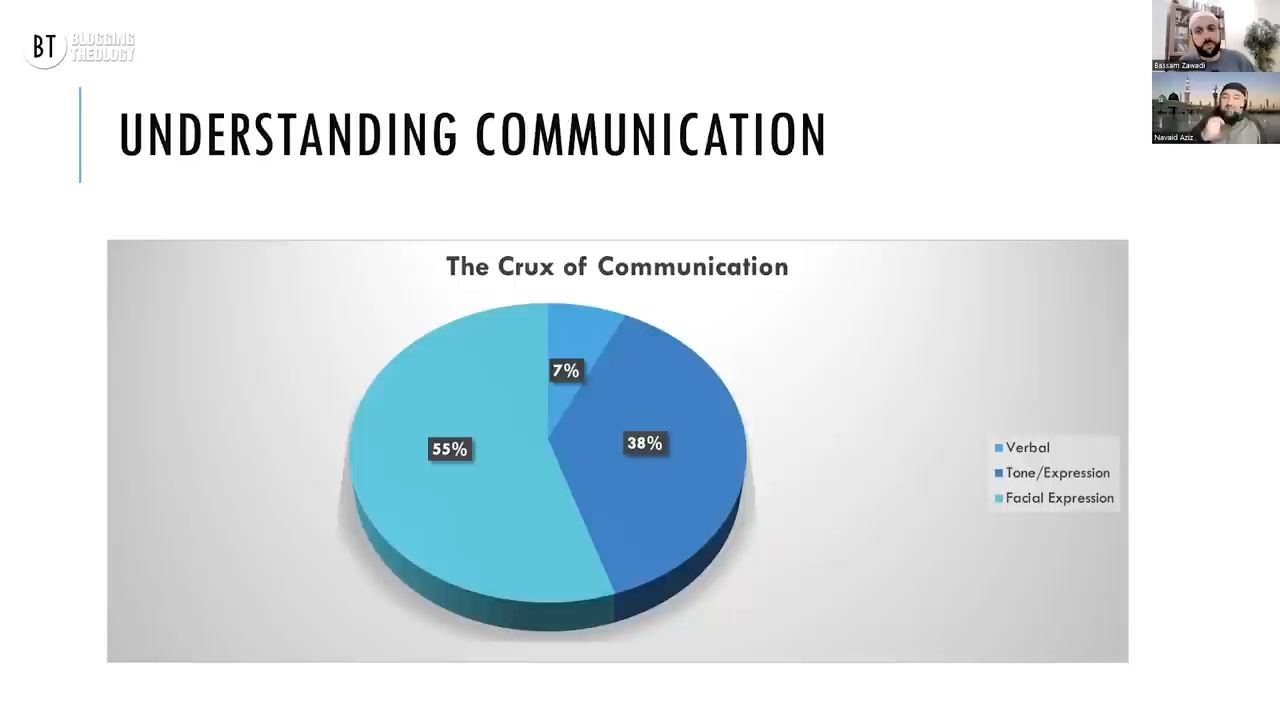 BT BLOGGING
THEOLOGY
Bassam Zawadi
Navaid Aziz
UNDERSTANDING COMMUNICATION
The Crux of Communication
7%
38%
55%
Verbal
Tone/Expression
Facial Expression